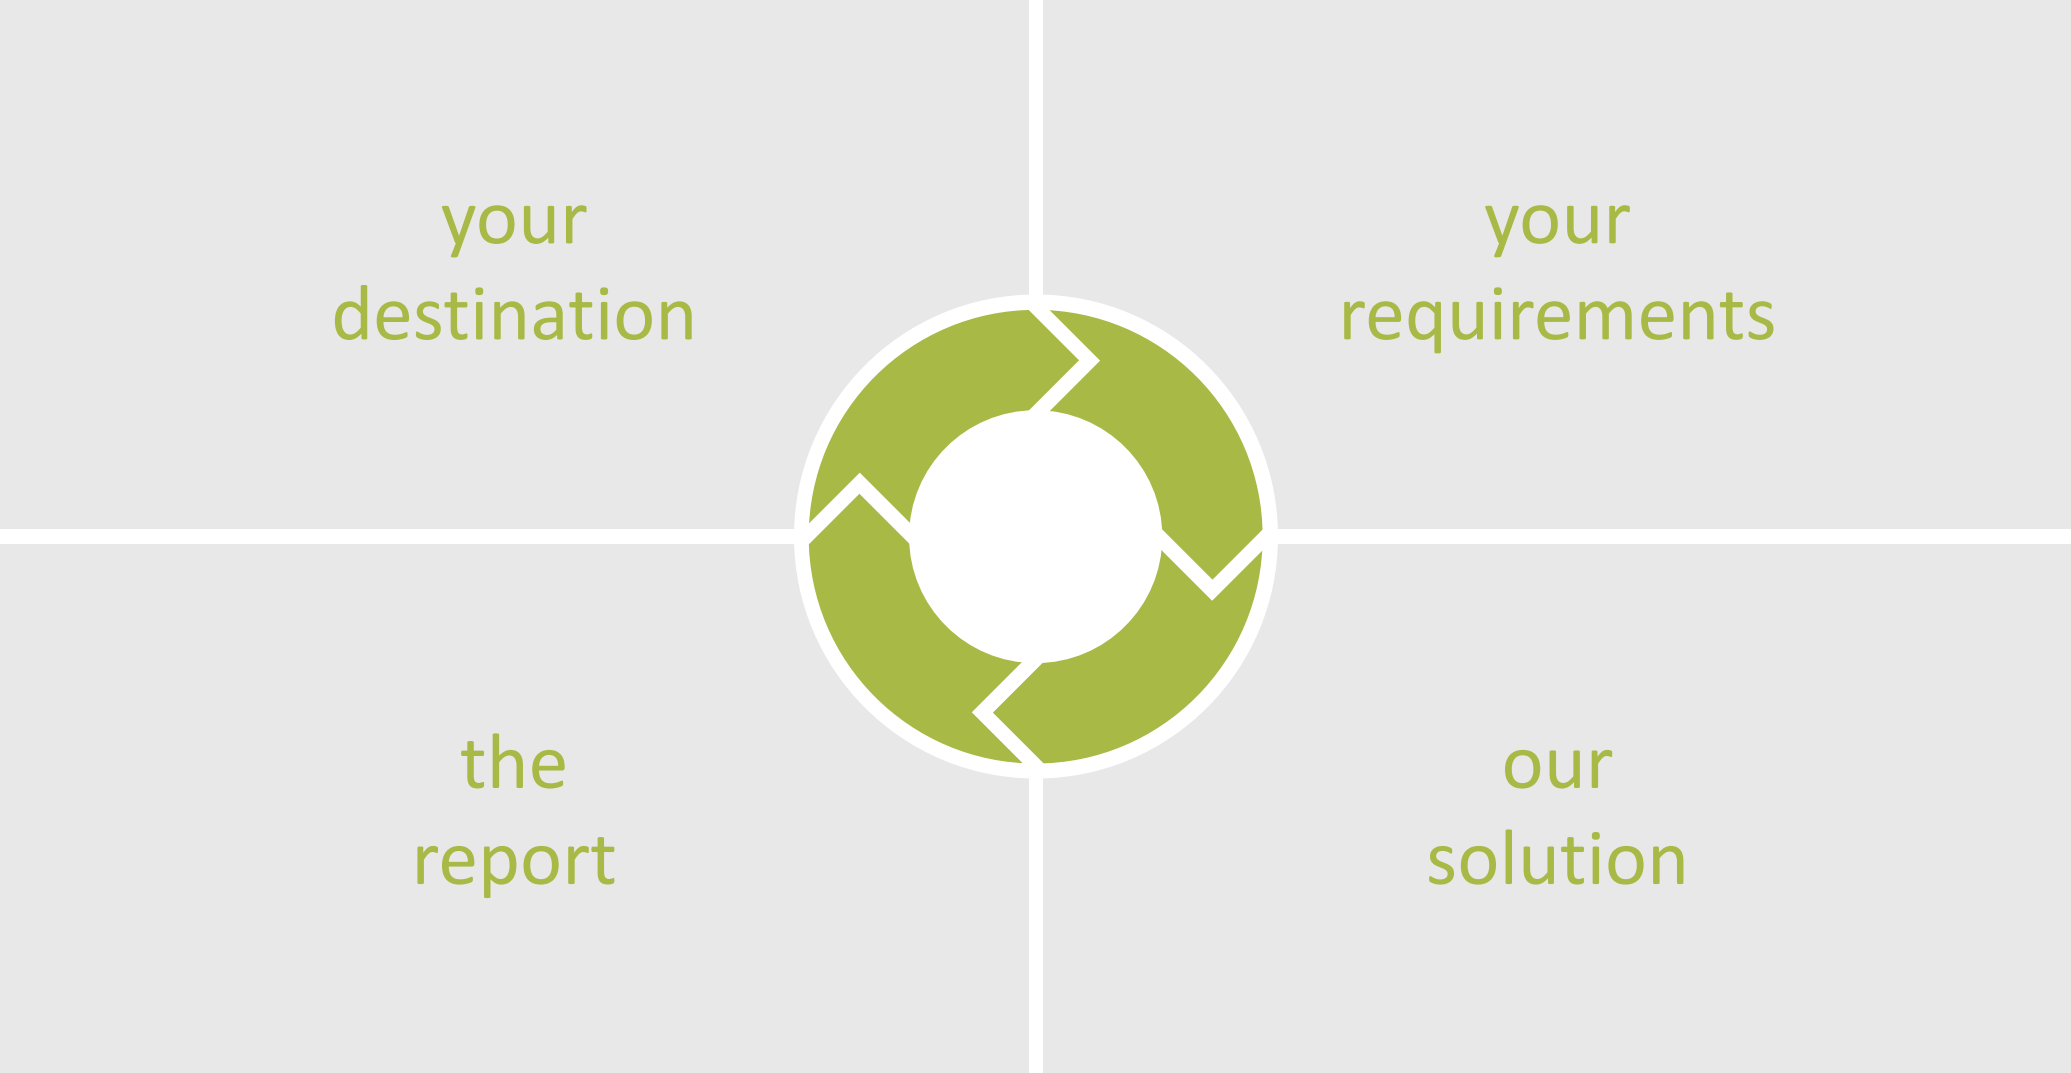 your
destination
your
requirements
the
report
our
solution